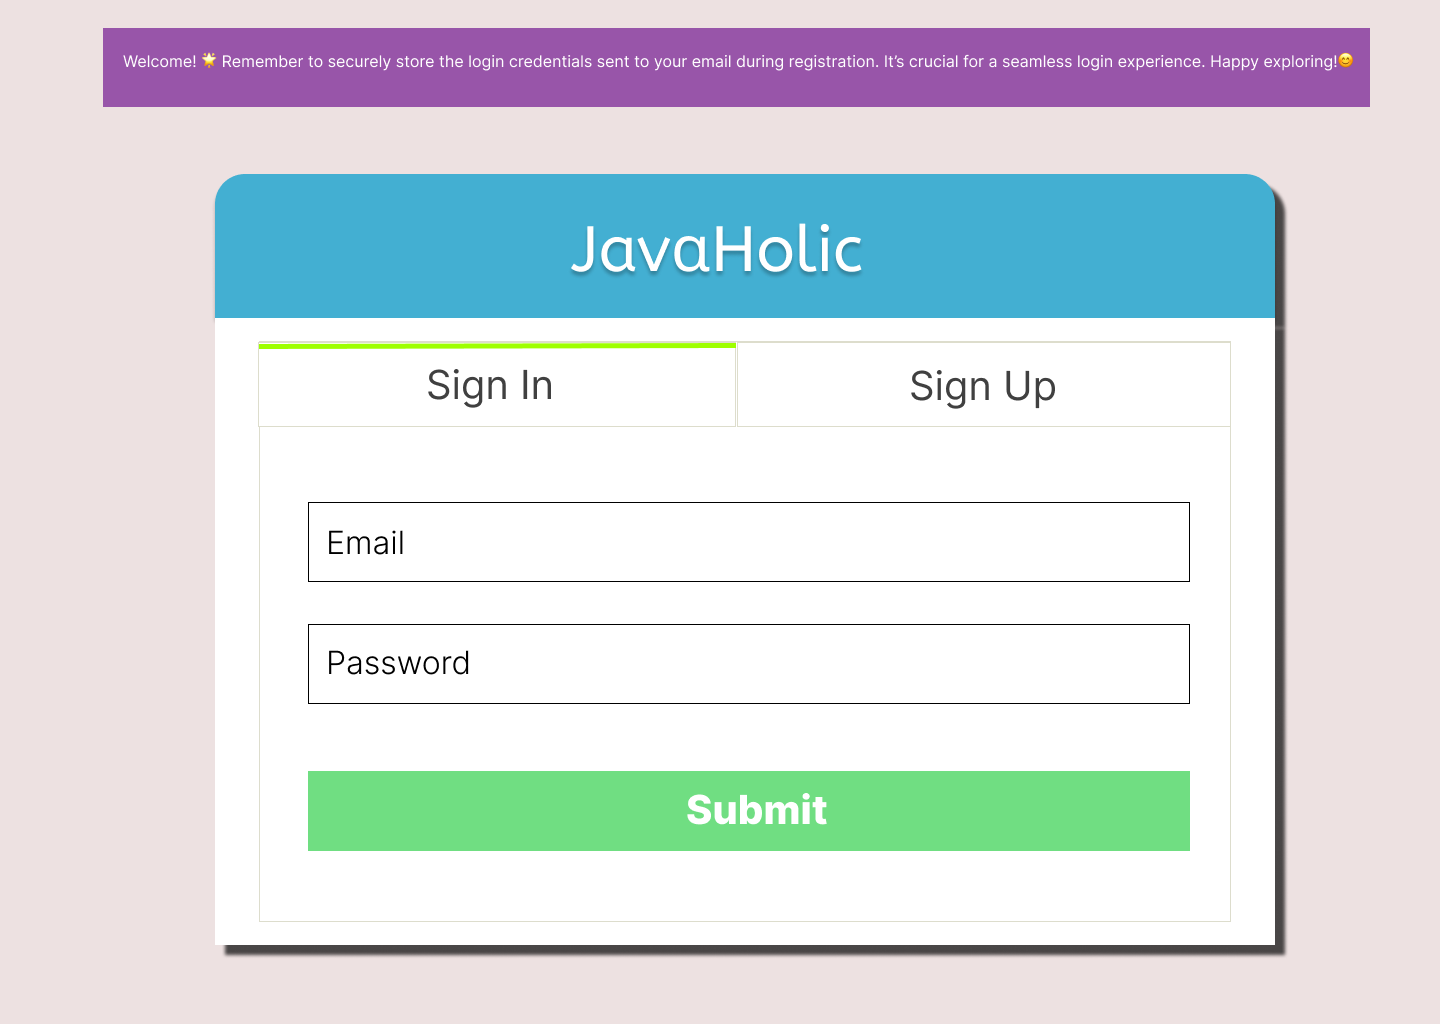 Welcome! 🌟 Remember to securely store the login credentials sent to your email during registration. It’s crucial for a seamless login experience. Happy exploring!😊
JavaHolic
Sign In
Sign Up
Email
Password
Submit